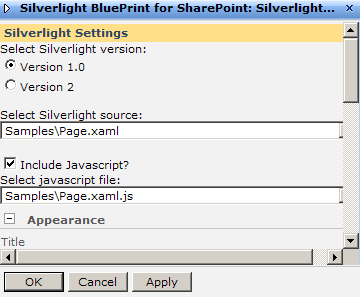 Silverlight BluePrint for SharePoint: Silverlight...
Silverlight Settings
Select Silverlight version:
Version 1.0
Version 2
Select Silverlight source:
Samples\Page.xaml
Include Javascript?
Select javascript file:
Samples\Page.xaml.js
Appearance
Title
OK Cancel Apply